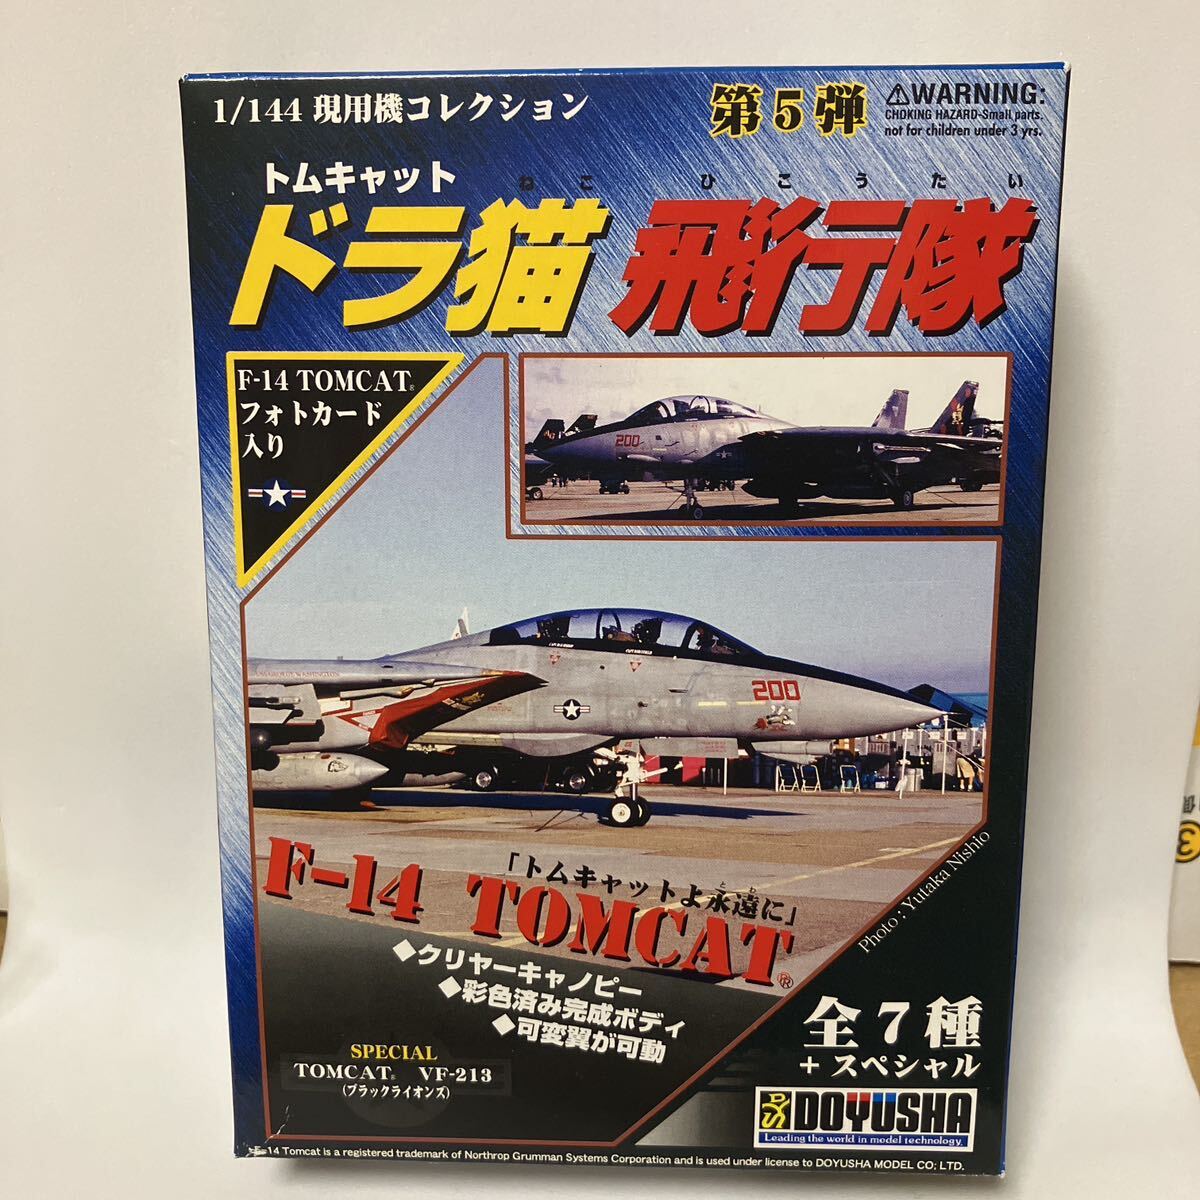 1/144 現用機コレクション
第5弾
⚠WARNING:
CHOKING HAZARD-Small parts.
not for children under 3 yrs.
トムキャット
ねこ ひこうたい
ドラ猫 飛行隊
F-14 TOMCAT®
フォトカード
入り
200
200
「トムキャットよ永遠に」
とわ
F-14 TOMCAT®
◆クリヤーキャノピー
◆彩色済み完成ボディ
◆可変翼が可動
Photo : Yutaka Nishio
SPECIAL
TOMCAT® VF-213
(ブラックライオンズ)
全7種
+スペシャル
DYS DOYUSHA
Leading the world in model technology.
F-14 Tomcat is a registered trademark of Northrop Grumman Systems Corporation and is used under license to DOYUSHA MODEL CO; LTD.
3